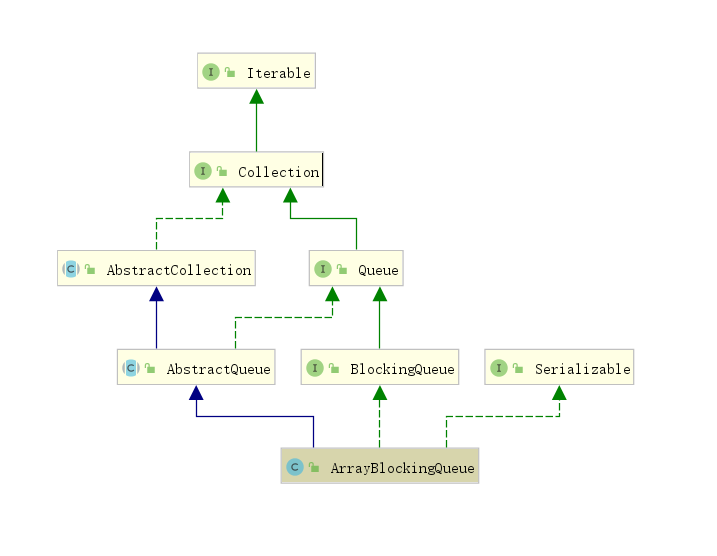 I Iterable
I Collection
C AbstractCollection
I Queue
C AbstractQueue
I BlockingQueue
I Serializable
C ArrayBlockingQueue